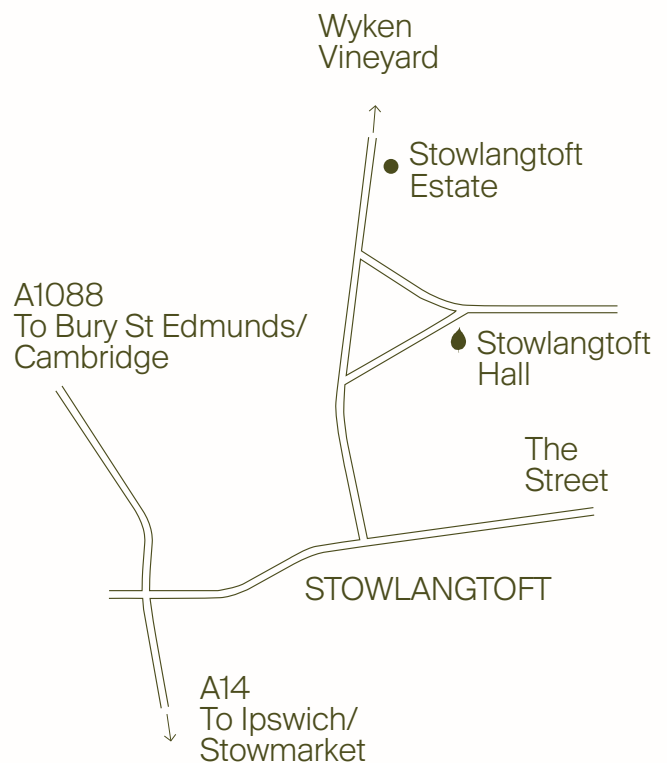 Wyken
Vineyard
Stowlangtoft
Estate
A1088
To Bury St Edmunds/
Cambridge
Stowlangtoft
Hall
The
Street
STOWLANGTOFT
A14
To Ipswich/
Stowmarket